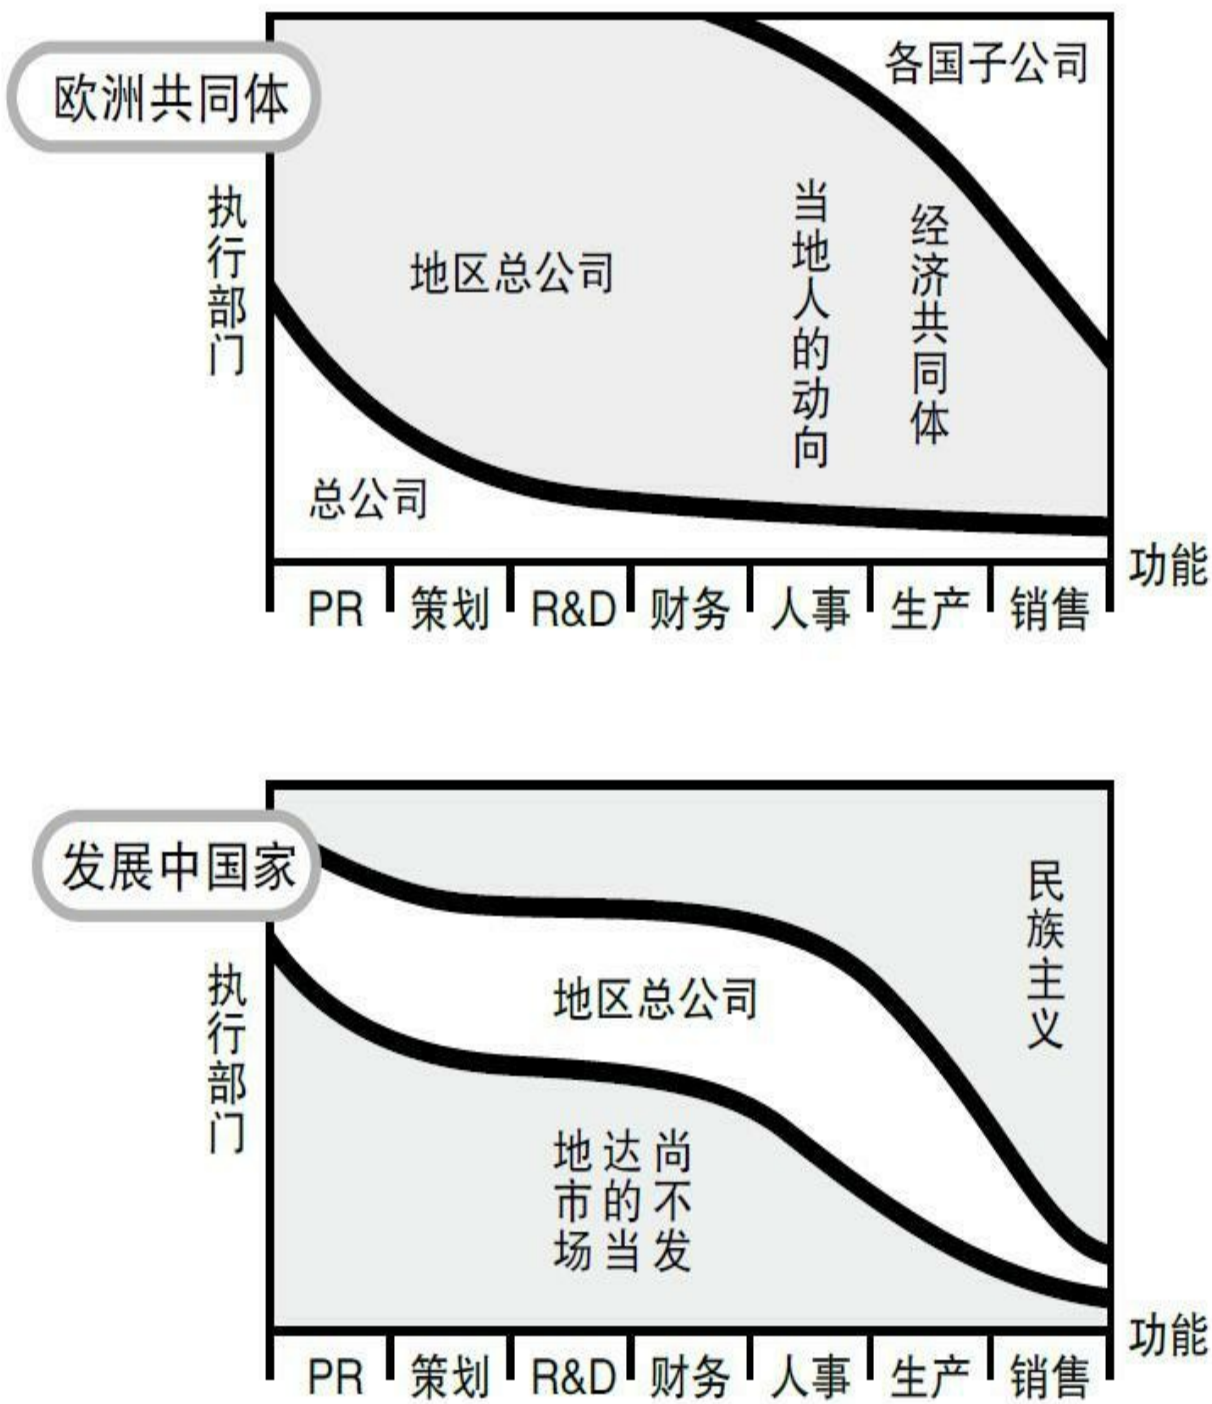 欧洲共同体
各国子公司
执行部门
地区总公司
当地人的动向
经济共同体
总公司
功能
PR 策划 R&D 财务 人事 生产 销售
发展中国家
民族主义
执行部门
地区总公司
尚不发
达的当
地市场
功能
PR 策划 R&D 财务 人事 生产 销售